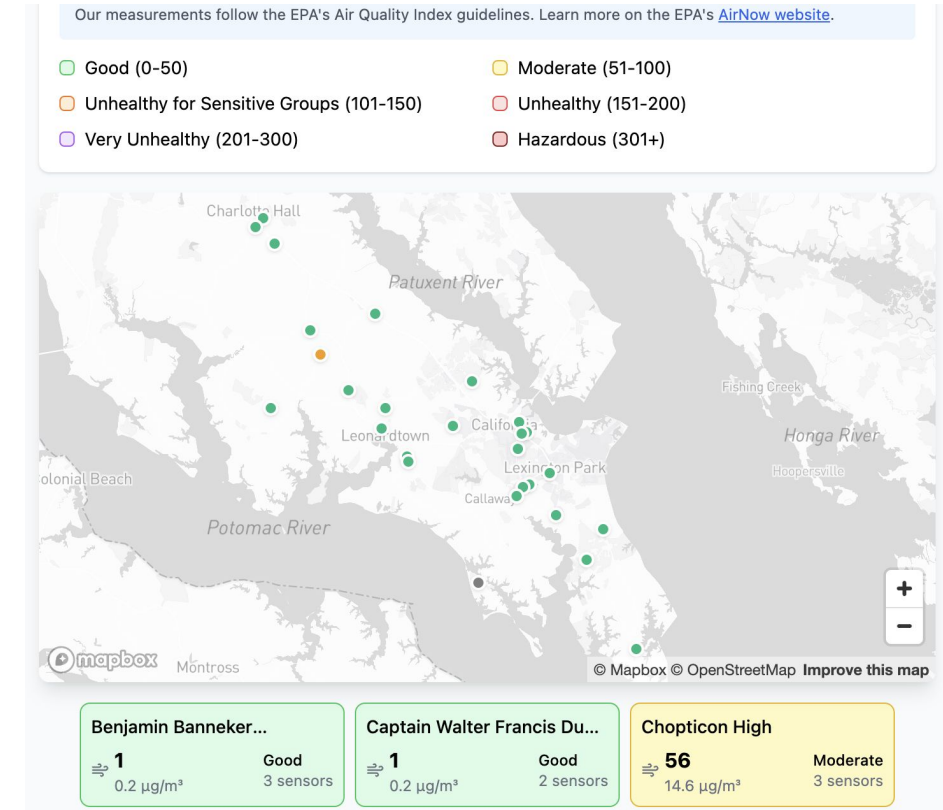 Our measurements follow the EPA's Air Quality Index guidelines. Learn more on the EPA's AirNow website.
Good (0-50)
Moderate (51-100)
Unhealthy for Sensitive Groups (101-150)
Unhealthy (151-200)
Very Unhealthy (201-300)
Hazardous (301+)
Charlotte Hall
Patuxent River
Fishing Creek
California
Leonardtown
Honga River
Lexington Park
Hoopersville
olonial Beach
Callaway
Potomac River
+
−
mapbox
Montross
© Mapbox © OpenStreetMap Improve this map
Benjamin Banneker...
1
Good
0.2 µg/m³
3 sensors
Captain Walter Francis Du...
1
Good
0.2 µg/m³
2 sensors
Chopticon High
56
Moderate
14.6 µg/m³
3 sensors